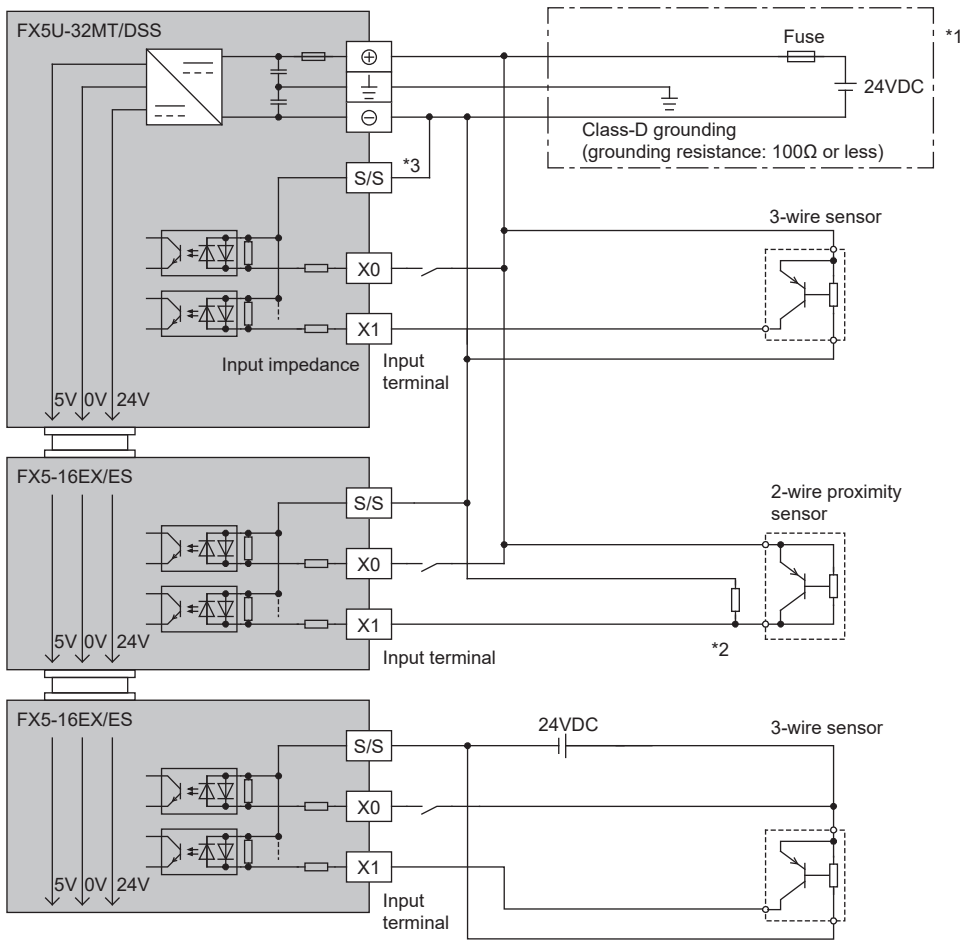 FX5U-32MT/DSS
Fuse
*1
24VDC
Class-D grounding
(grounding resistance: 100Ω or less)
S/S
*3
3-wire sensor
X0
X1
Input impedance
Input
terminal
5V
0V
24V
FX5-16EX/ES
S/S
2-wire proximity
sensor
X0
X1
*2
Input terminal
5V
0V
24V
FX5-16EX/ES
24VDC
3-wire sensor
S/S
X0
X1
5V
0V
24V
Input
terminal